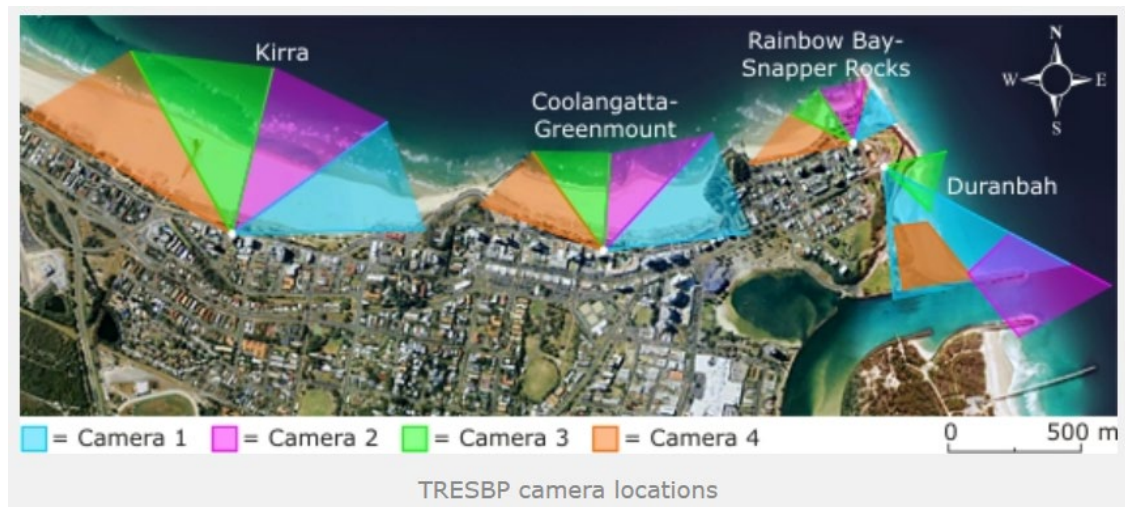 Kirra
Rainbow Bay-
Snapper Rocks
N
W
E
S
Coolangatta-
Greenmount
Duranbah
= Camera 1
= Camera 2
= Camera 3
= Camera 4
0
500 m
TRESBP camera locations